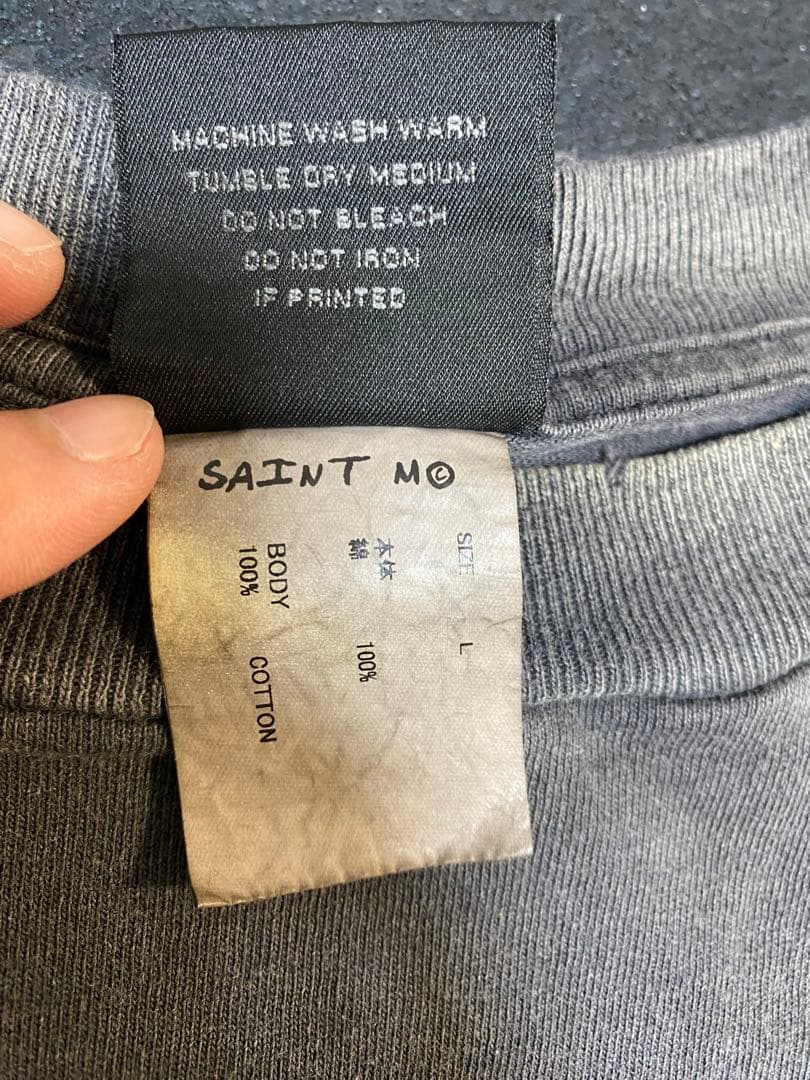 MACHINE WASH WARM
TUMBLE DRY MEDIUM
DO NOT BLEACH
DO NOT IRON
IF PRINTED
SAINT M©
SIZE L
本体
綿 100%
BODY
100% COTTON